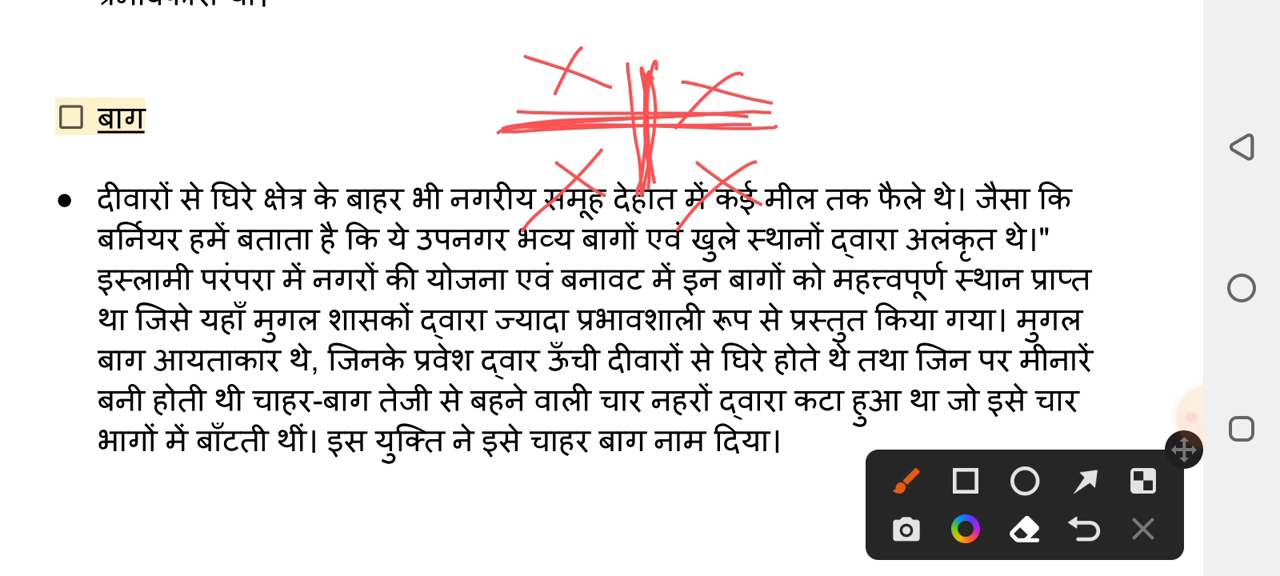 बाग
दीवारों से घिरे क्षेत्र के बाहर भी नगरीय समूह देहात में कई मील तक फैले थे। जैसा कि
बर्नियर हमें बताता है कि ये उपनगर भव्य बागों एवं खुले स्थानों द्वारा अलंकृत थे।"
इस्लामी परंपरा में नगरों की योजना एवं बनावट में इन बागों को महत्त्वपूर्ण स्थान प्राप्त
था जिसे यहाँ मुगल शासकों द्वारा ज्यादा प्रभावशाली रूप से प्रस्तुत किया गया। मुगल
बाग आयताकार थे, जिनके प्रवेश द्वार ऊँची दीवारों से घिरे होते थे तथा जिन पर मीनारें
बनी होती थी चाहर-बाग तेजी से बहने वाली चार नहरों द्वारा कटा हुआ था जो इसे चार
भागों में बाँटती थीं। इस युक्ति ने इसे चाहर बाग नाम दिया।